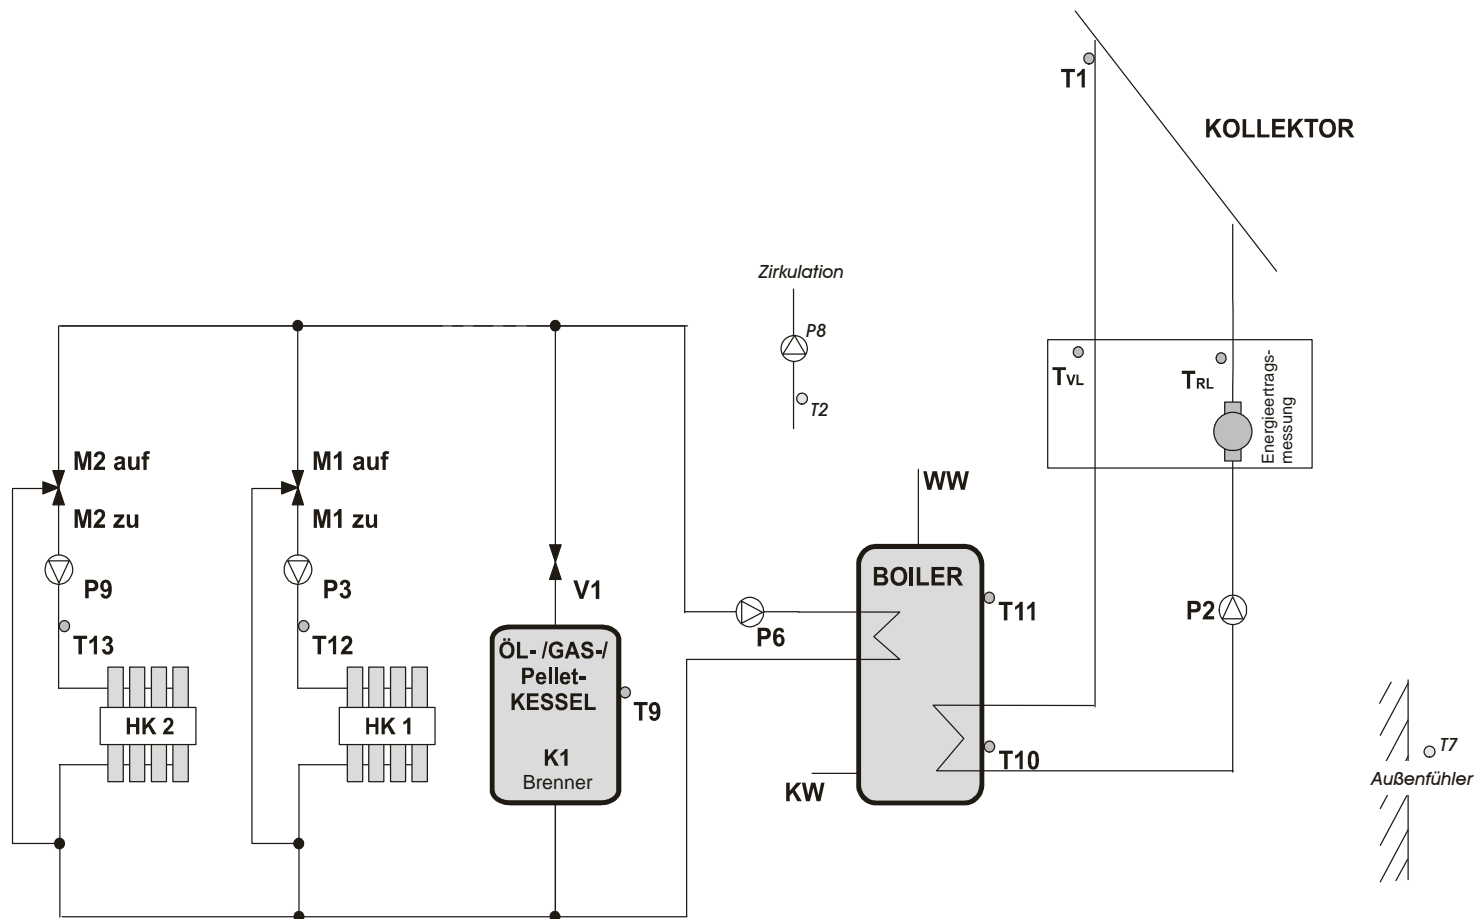 T1
KOLLEKTOR
Zirkulation
P8
T2
TVL
TRL
Energieertrags-
messung
M2 auf
M2 zu
P9
T13
HK 2
M1 auf
M1 zu
P3
T12
HK 1
V1
ÖL- /GAS-/
Pellet-
KESSEL
K1
Brenner
T9
P6
WW
BOILER
T11
T10
KW
P2
T7
Außenfühler